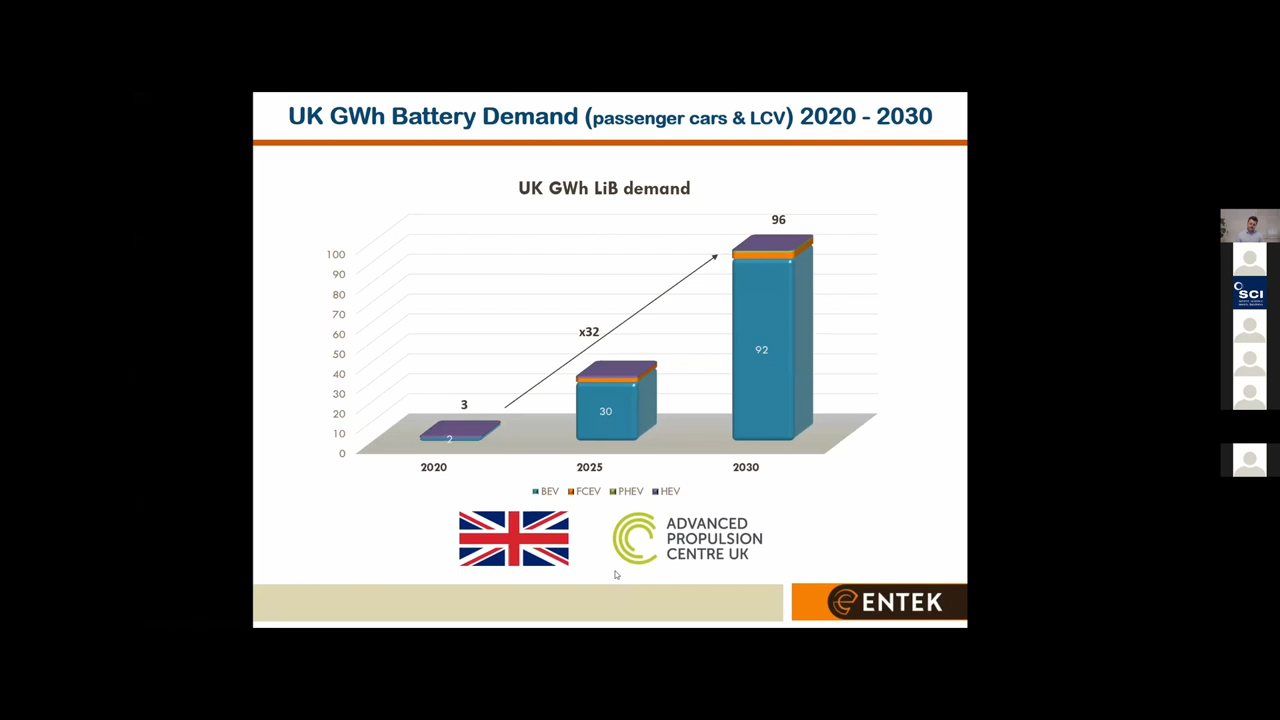 UK GWh Battery Demand (passenger cars & LCV) 2020 - 2030
UK GWh LiB demand
96
100
90
80
70
60
50
40
30
20
10
0
x32
92
30
3
2
2020
2025
2030
BEV FCEV PHEV HEV
ADVANCED
PROPULSION
CENTRE UK
ENTEK
SCI